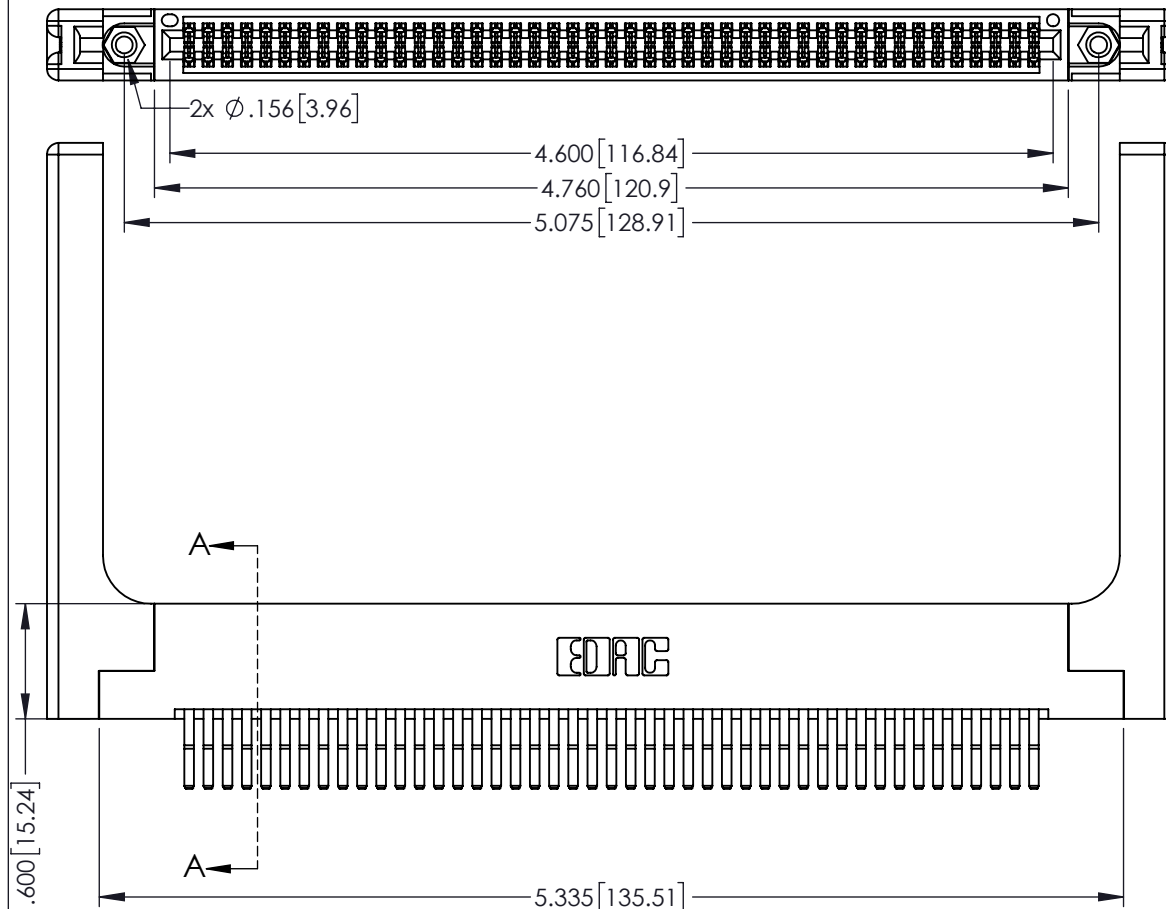 2x Ø .156[3.96]
4.600[116.84]
4.760[120.9]
5.075[128.91]
A
EDAC
.600[15.24]
A
5.335[135.51]